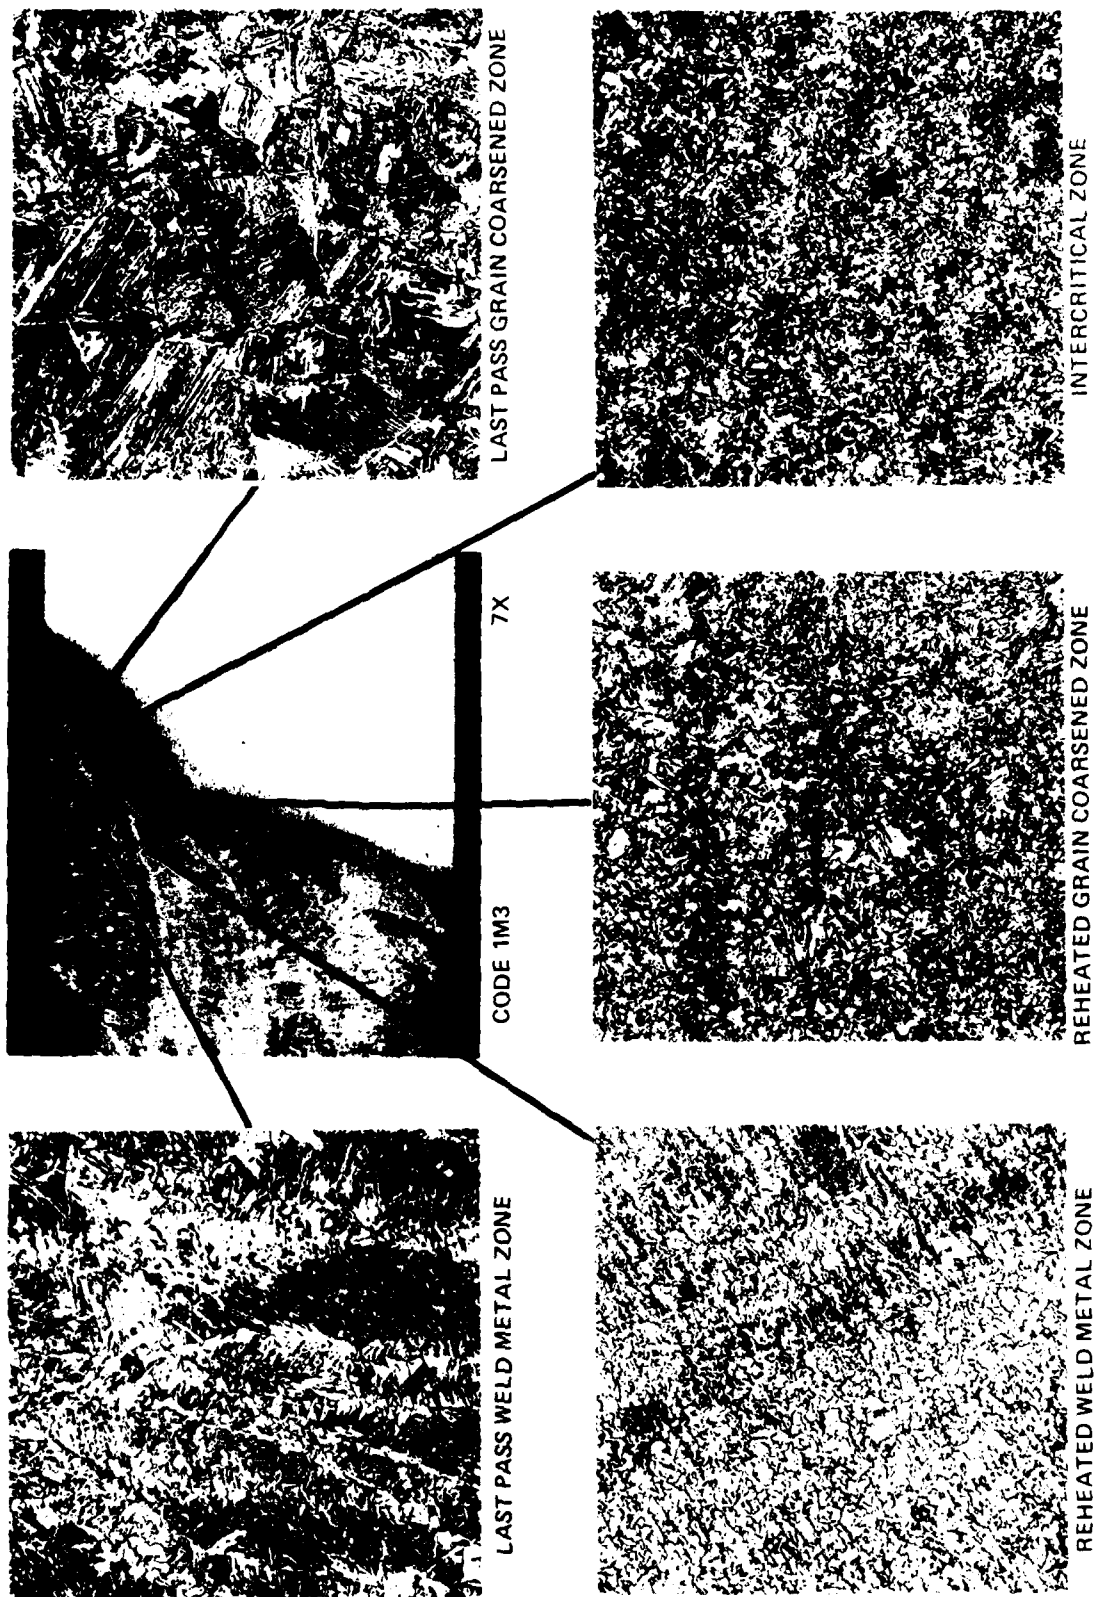 LAST PASS WELD METAL ZONE
CODE 1M3
7X
LAST PASS GRAIN COARSENED ZONE
REHEATED WELD METAL ZONE
REHEATED GRAIN COARSENED ZONE
INTERCRITICAL ZONE